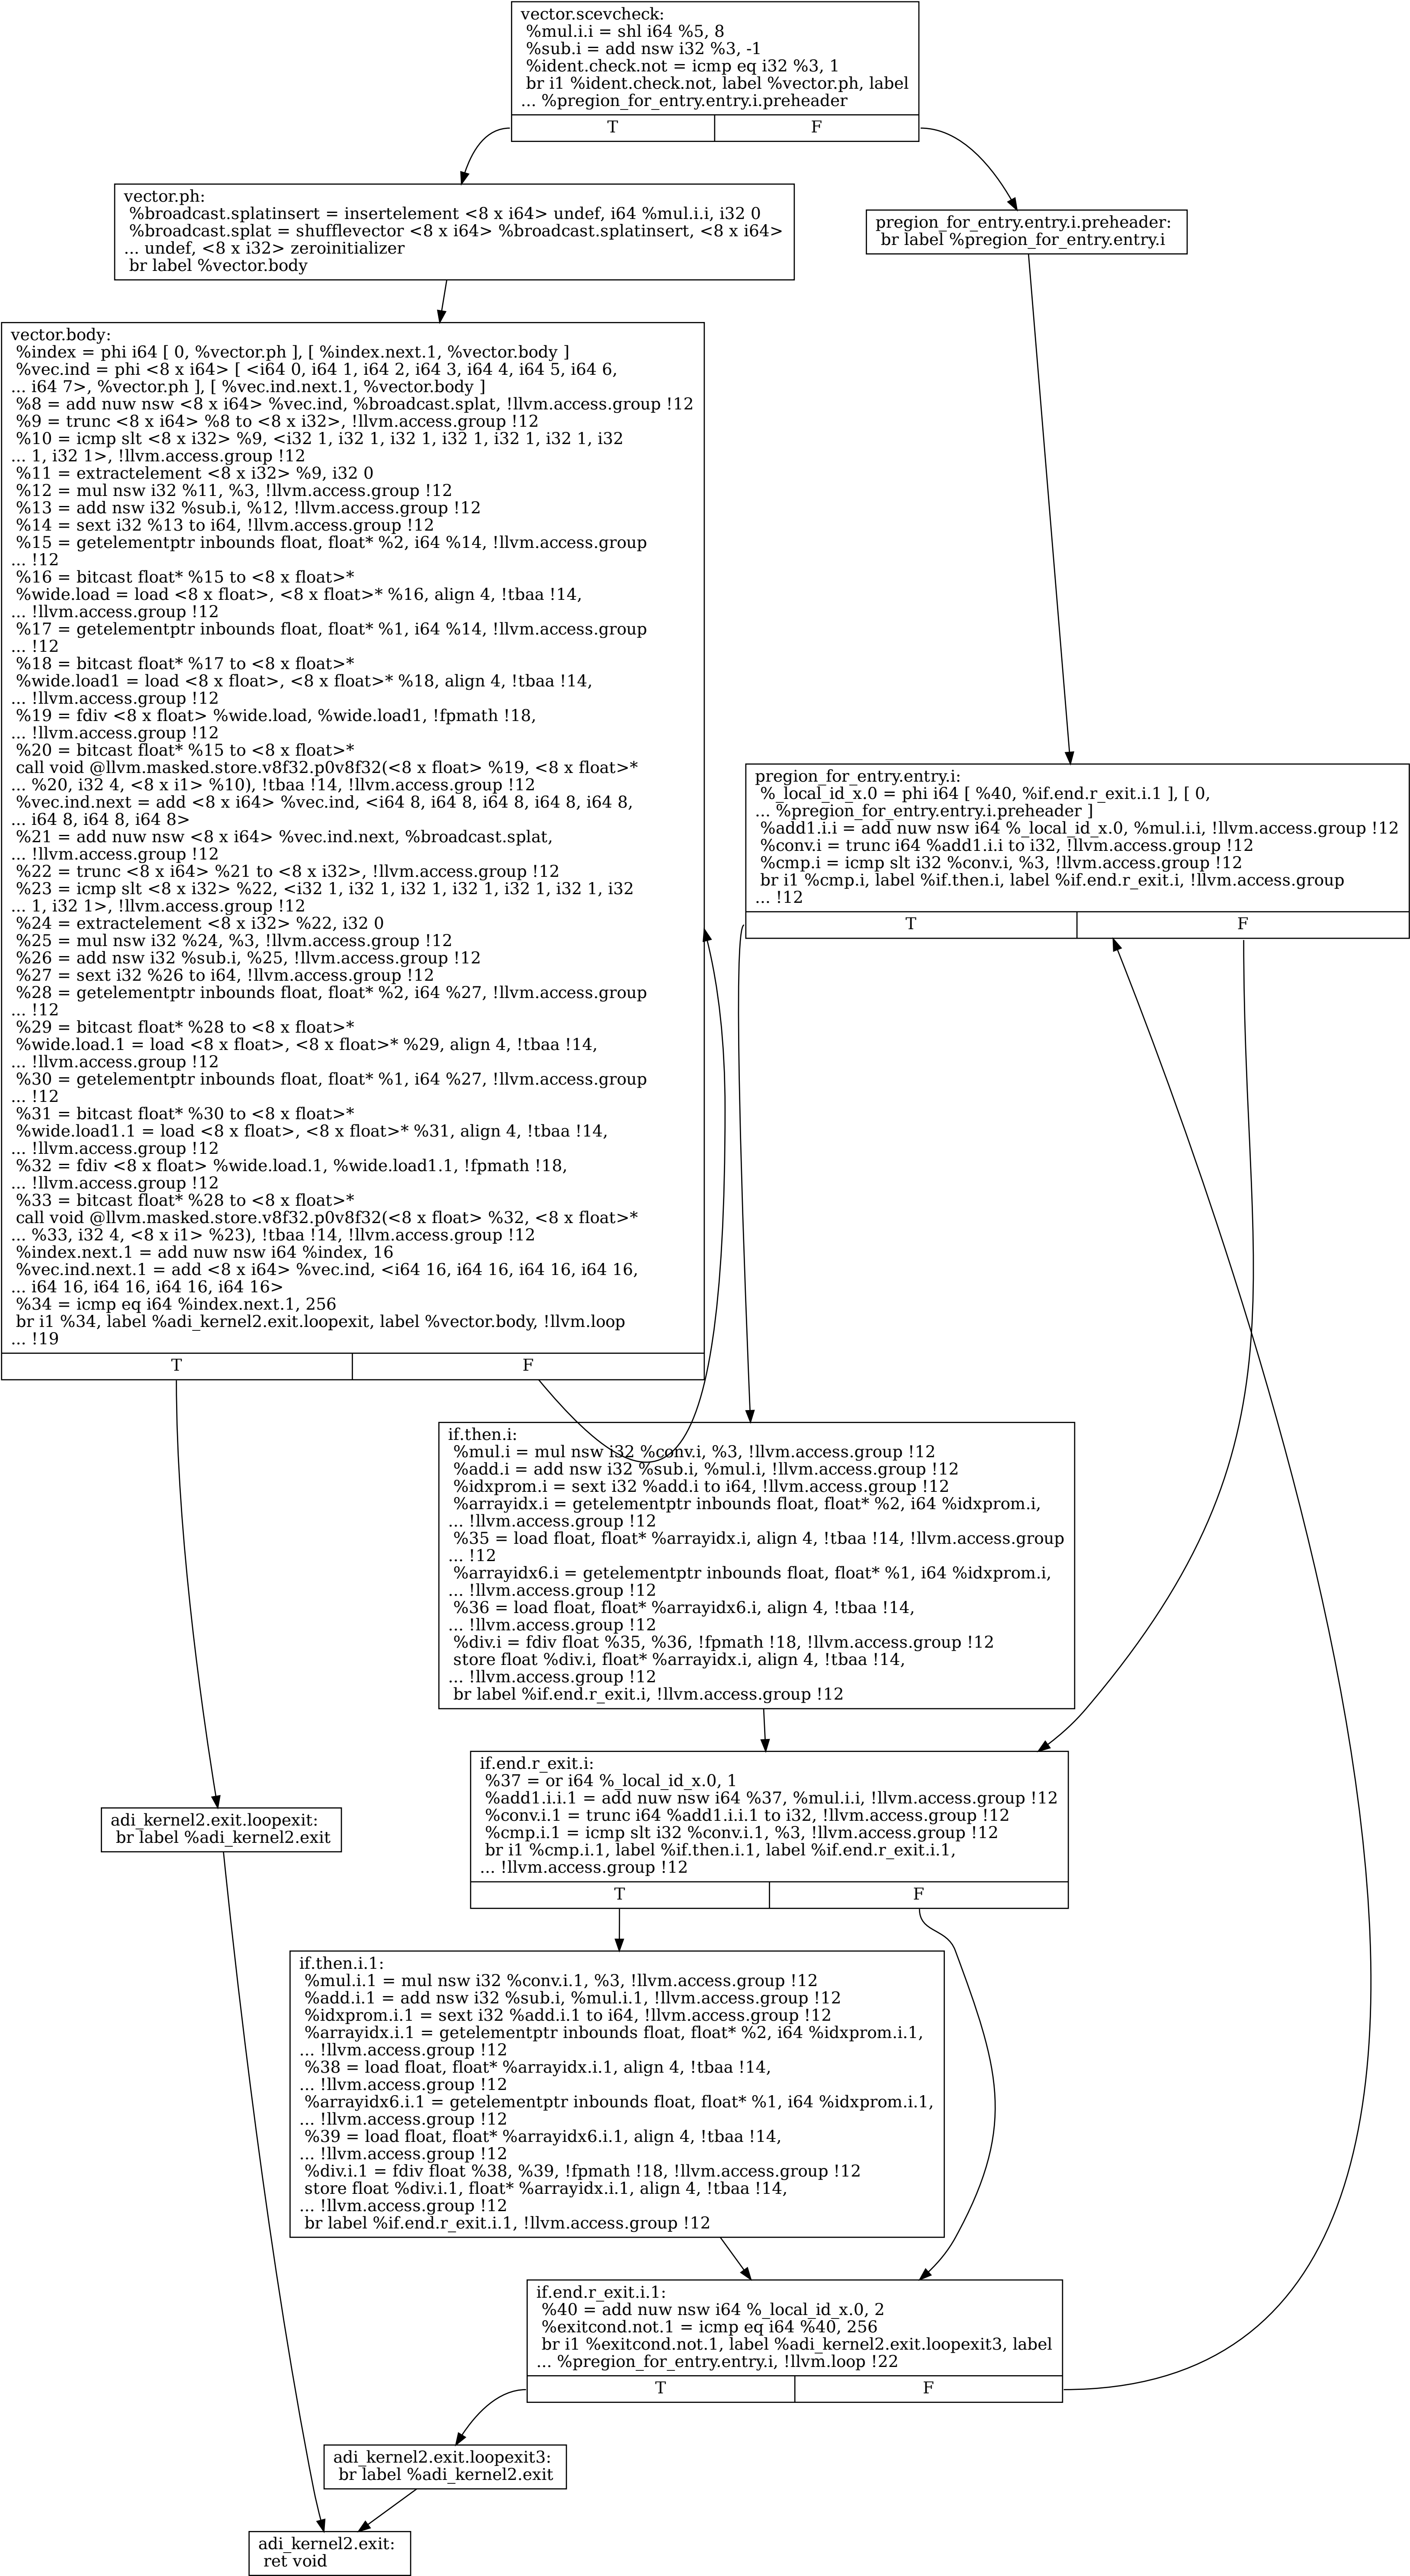 vector.scevcheck:
%mul.i.i = shl i64 %5, 8
%sub.i = add nsw i32 %3, -1
%ident.check.not = icmp eq i32 %3, 1
br i1 %ident.check.not, label %vector.ph, label
... %pregion_for_entry.entry.i.preheader
T
F
vector.ph:
%broadcast.splatinsert = insertelement <8 x i64> undef, i64 %mul.i.i, i32 0
%broadcast.splat = shufflevector <8 x i64> %broadcast.splatinsert, <8 x i64>
... undef, <8 x i32> zeroinitializer
br label %vector.body
pregion_for_entry.entry.i.preheader:
br label %pregion_for_entry.entry.i
vector.body:
%index = phi i64 [ 0, %vector.ph ], [ %index.next.1, %vector.body ]
%vec.ind = phi <8 x i64> [ <i64 0, i64 1, i64 2, i64 3, i64 4, i64 5, i64 6,
... i64 7>, %vector.ph ], [ %vec.ind.next.1, %vector.body ]
%8 = add nuw nsw <8 x i64> %vec.ind, %broadcast.splat, !llvm.access.group !12
%9 = trunc <8 x i64> %8 to <8 x i32>, !llvm.access.group !12
%10 = icmp slt <8 x i32> %9, <i32 1, i32 1, i32 1, i32 1, i32 1, i32 1, i32
... 1, i32 1>, !llvm.access.group !12
%11 = extractelement <8 x i32> %9, i32 0
%12 = mul nsw i32 %11, %3, !llvm.access.group !12
%13 = add nsw i32 %sub.i, %12, !llvm.access.group !12
%14 = sext i32 %13 to i64, !llvm.access.group !12
%15 = getelementptr inbounds float, float* %2, i64 %14, !llvm.access.group
... !12
%16 = bitcast float* %15 to <8 x float>*
%wide.load = load <8 x float>, <8 x float>* %16, align 4, !tbaa !14,
... !llvm.access.group !12
%17 = getelementptr inbounds float, float* %1, i64 %14, !llvm.access.group
... !12
%18 = bitcast float* %17 to <8 x float>*
%wide.load1 = load <8 x float>, <8 x float>* %18, align 4, !tbaa !14,
... !llvm.access.group !12
%19 = fdiv <8 x float> %wide.load, %wide.load1, !fpmath !18,
... !llvm.access.group !12
%20 = bitcast float* %15 to <8 x float>*
call void @llvm.masked.store.v8f32.p0v8f32(<8 x float> %19, <8 x float>*
... %20, i32 4, <8 x i1> %10), !tbaa !14, !llvm.access.group !12
%vec.ind.next = add <8 x i64> %vec.ind, <i64 8, i64 8, i64 8, i64 8, i64 8,
... i64 8, i64 8, i64 8>
%21 = add nuw nsw <8 x i64> %vec.ind.next, %broadcast.splat,
... !llvm.access.group !12
%22 = trunc <8 x i64> %21 to <8 x i32>, !llvm.access.group !12
%23 = icmp slt <8 x i32> %22, <i32 1, i32 1, i32 1, i32 1, i32 1, i32 1, i32
... 1, i32 1>, !llvm.access.group !12
%24 = extractelement <8 x i32> %22, i32 0
%25 = mul nsw i32 %24, %3, !llvm.access.group !12
%26 = add nsw i32 %sub.i, %25, !llvm.access.group !12
%27 = sext i32 %26 to i64, !llvm.access.group !12
%28 = getelementptr inbounds float, float* %2, i64 %27, !llvm.access.group
... !12
%29 = bitcast float* %28 to <8 x float>*
%wide.load.1 = load <8 x float>, <8 x float>* %29, align 4, !tbaa !14,
... !llvm.access.group !12
%30 = getelementptr inbounds float, float* %1, i64 %27, !llvm.access.group
... !12
%31 = bitcast float* %30 to <8 x float>*
%wide.load1.1 = load <8 x float>, <8 x float>* %31, align 4, !tbaa !14,
... !llvm.access.group !12
%32 = fdiv <8 x float> %wide.load.1, %wide.load1.1, !fpmath !18,
... !llvm.access.group !12
%33 = bitcast float* %28 to <8 x float>*
call void @llvm.masked.store.v8f32.p0v8f32(<8 x float> %32, <8 x float>*
... %33, i32 4, <8 x i1> %23), !tbaa !14, !llvm.access.group !12
%index.next.1 = add nuw nsw i64 %index, 16
%vec.ind.next.1 = add <8 x i64> %vec.ind, <i64 16, i64 16, i64 16, i64 16,
... i64 16, i64 16, i64 16, i64 16>
%34 = icmp eq i64 %index.next.1, 256
br i1 %34, label %adi_kernel2.exit.loopexit, label %vector.body, !llvm.loop
... !19
T
F
pregion_for_entry.entry.i:
%_local_id_x.0 = phi i64 [ %40, %if.end.r_exit.i.1 ], [ 0,
... %pregion_for_entry.entry.i.preheader ]
%add1.i.i = add nuw nsw i64 %_local_id_x.0, %mul.i.i, !llvm.access.group !12
%conv.i = trunc i64 %add1.i.i to i32, !llvm.access.group !12
%cmp.i = icmp slt i32 %conv.i, %3, !llvm.access.group !12
br i1 %cmp.i, label %if.then.i, label %if.end.r_exit.i, !llvm.access.group
... !12
T
F
if.then.i:
%mul.i = mul nsw i32 %conv.i, %3, !llvm.access.group !12
%add.i = add nsw i32 %sub.i, %mul.i, !llvm.access.group !12
%idxprom.i = sext i32 %add.i to i64, !llvm.access.group !12
%arrayidx.i = getelementptr inbounds float, float* %2, i64 %idxprom.i,
... !llvm.access.group !12
%35 = load float, float* %arrayidx.i, align 4, !tbaa !14, !llvm.access.group
... !12
%arrayidx6.i = getelementptr inbounds float, float* %1, i64 %idxprom.i,
... !llvm.access.group !12
%36 = load float, float* %arrayidx6.i, align 4, !tbaa !14,
... !llvm.access.group !12
%div.i = fdiv float %35, %36, !fpmath !18, !llvm.access.group !12
store float %div.i, float* %arrayidx.i, align 4, !tbaa !14,
... !llvm.access.group !12
br label %if.end.r_exit.i, !llvm.access.group !12
if.end.r_exit.i:
%37 = or i64 %_local_id_x.0, 1
%add1.i.i.1 = add nuw nsw i64 %37, %mul.i.i, !llvm.access.group !12
%conv.i.1 = trunc i64 %add1.i.i.1 to i32, !llvm.access.group !12
%cmp.i.1 = icmp slt i32 %conv.i.1, %3, !llvm.access.group !12
br i1 %cmp.i.1, label %if.then.i.1, label %if.end.r_exit.i.1,
... !llvm.access.group !12
T
F
adi_kernel2.exit.loopexit:
br label %adi_kernel2.exit
if.then.i.1:
%mul.i.1 = mul nsw i32 %conv.i.1, %3, !llvm.access.group !12
%add.i.1 = add nsw i32 %sub.i, %mul.i.1, !llvm.access.group !12
%idxprom.i.1 = sext i32 %add.i.1 to i64, !llvm.access.group !12
%arrayidx.i.1 = getelementptr inbounds float, float* %2, i64 %idxprom.i.1,
... !llvm.access.group !12
%38 = load float, float* %arrayidx.i.1, align 4, !tbaa !14,
... !llvm.access.group !12
%arrayidx6.i.1 = getelementptr inbounds float, float* %1, i64 %idxprom.i.1,
... !llvm.access.group !12
%39 = load float, float* %arrayidx6.i.1, align 4, !tbaa !14,
... !llvm.access.group !12
%div.i.1 = fdiv float %38, %39, !fpmath !18, !llvm.access.group !12
store float %div.i.1, float* %arrayidx.i.1, align 4, !tbaa !14,
... !llvm.access.group !12
br label %if.end.r_exit.i.1, !llvm.access.group !12
if.end.r_exit.i.1:
%40 = add nuw nsw i64 %_local_id_x.0, 2
%exitcond.not.1 = icmp eq i64 %40, 256
br i1 %exitcond.not.1, label %adi_kernel2.exit.loopexit3, label
... %pregion_for_entry.entry.i, !llvm.loop !22
T
F
adi_kernel2.exit.loopexit3:
br label %adi_kernel2.exit
adi_kernel2.exit:
ret void